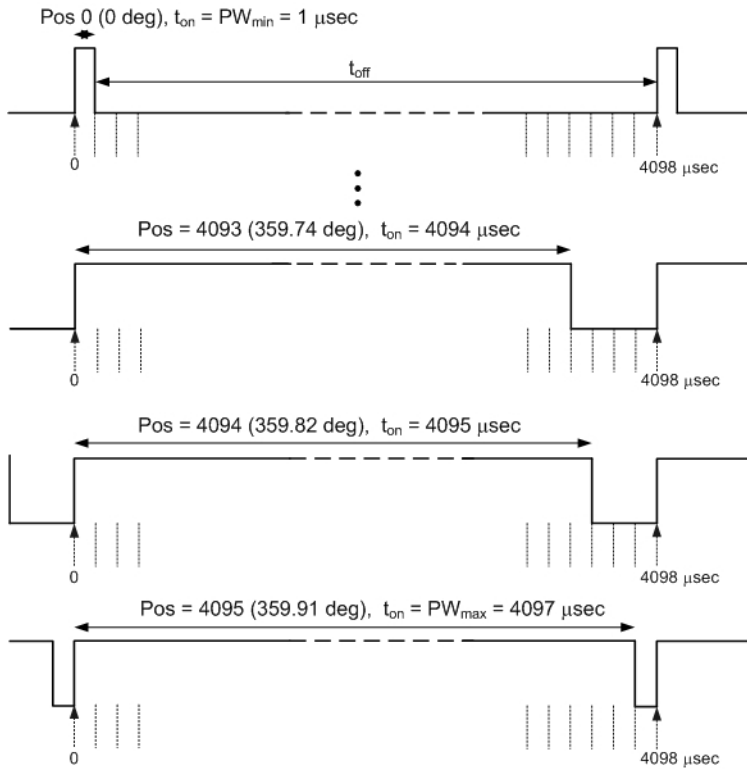 Pos 0 (0 deg), t_on = PW_min = 1 μsec
t_off
0
4098 μsec
Pos = 4093 (359.74 deg), t_on = 4094 μsec
0
4098 μsec
Pos = 4094 (359.82 deg), t_on = 4095 μsec
0
4098 μsec
Pos = 4095 (359.91 deg), t_on = PW_max = 4097 μsec
0
4098 μsec